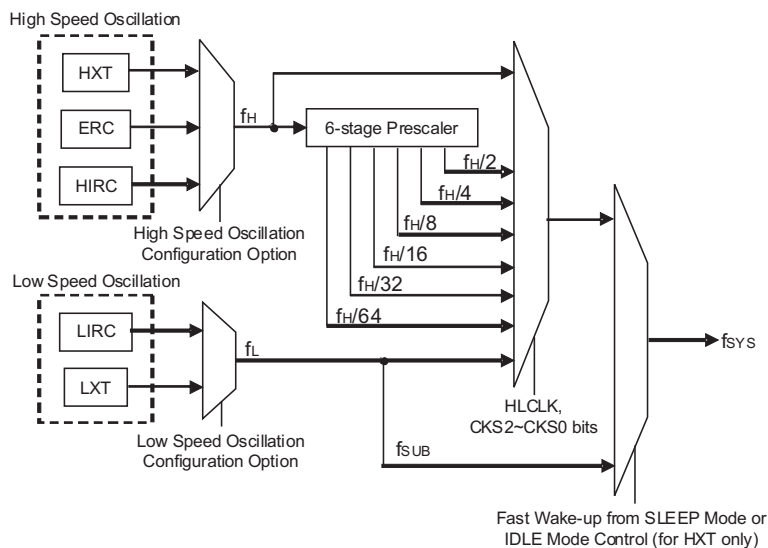 High Speed Oscillation
HXT
ERC
HIRC
fH
6-stage Prescaler
fH/2
fH/4
fH/8
fH/16
fH/32
fH/64
High Speed Oscillation
Configuration Option
Low Speed Oscillation
LIRC
LXT
fL
fSUB
Low Speed Oscillation
Configuration Option
HLCLK,
CKS2~CKS0 bits
fSYS
Fast Wake-up from SLEEP Mode or
IDLE Mode Control (for HXT only)